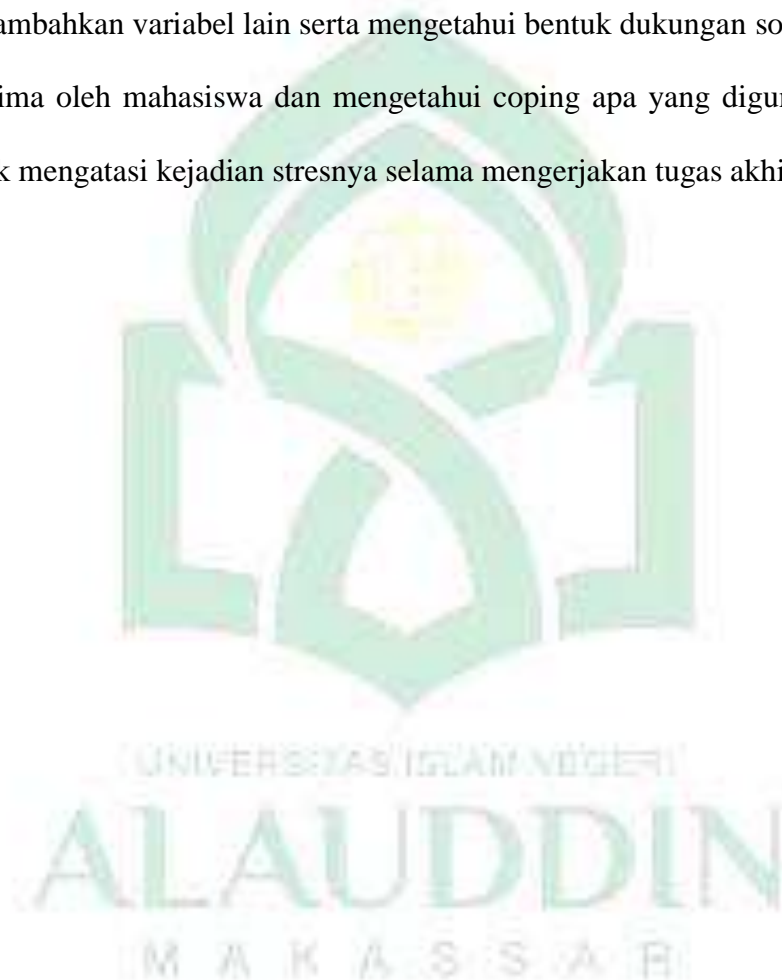 ambahkan variabel lain serta mengetahui bentuk dukungan so
ima oleh mahasiswa dan mengetahui coping apa yang digu
k mengatasi kejadian stresnya selama mengerjakan tugas akhi
UNIVERSITAS ISLAM NEGERI
ALAUDDIN
M A K A S S A R